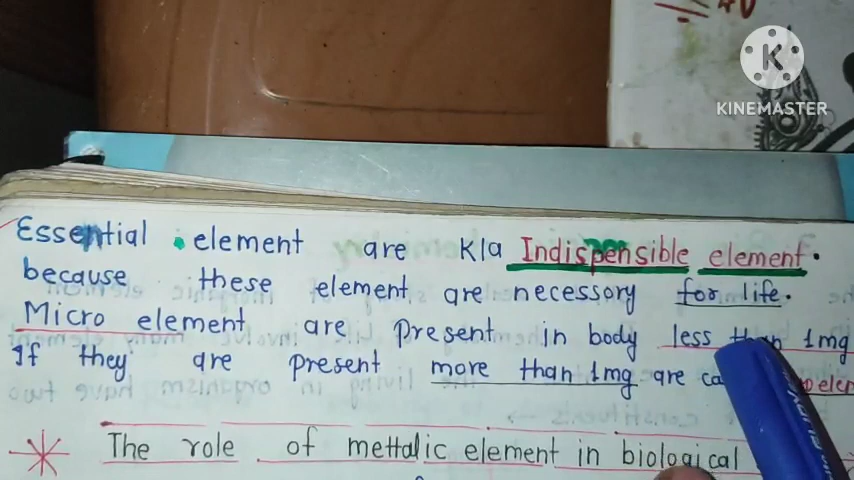 K
KINEMASTER
Essential element are K/a Indispensible element.
because these element are necessory for life.
Micro element are present in body less than 1mg
If they are present more than 1mg are
The role of mettalic element in biological